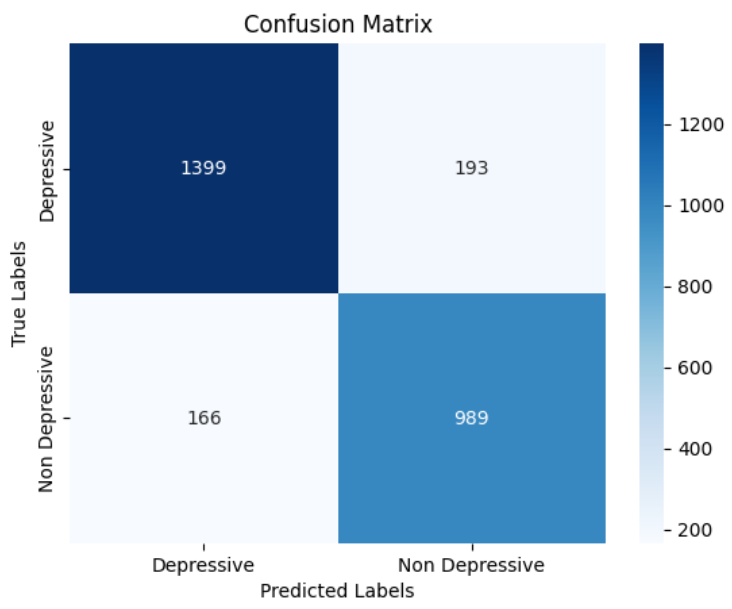 Confusion Matrix
Depressive
Non Depressive
True Labels
1399
193
166
989
Depressive
Non Depressive
Predicted Labels
1200
1000
800
600
400
200